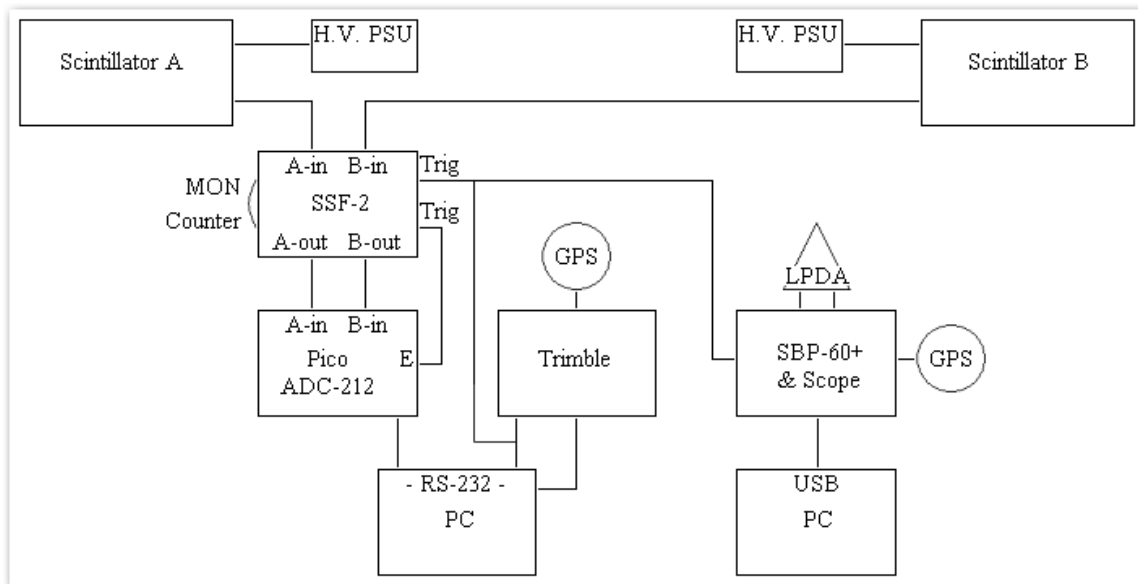 H.V. PSU
H.V. PSU
Scintillator A
Scintillator B
A-in B-in
Trig
MON
SSF-2
Counter
Trig
A-out B-out
GPS
LPDA
A-in B-in
Pico
E
ADC-212
Trimble
SBP-60+
& Scope
GPS
- RS-232 -
PC
USB
PC